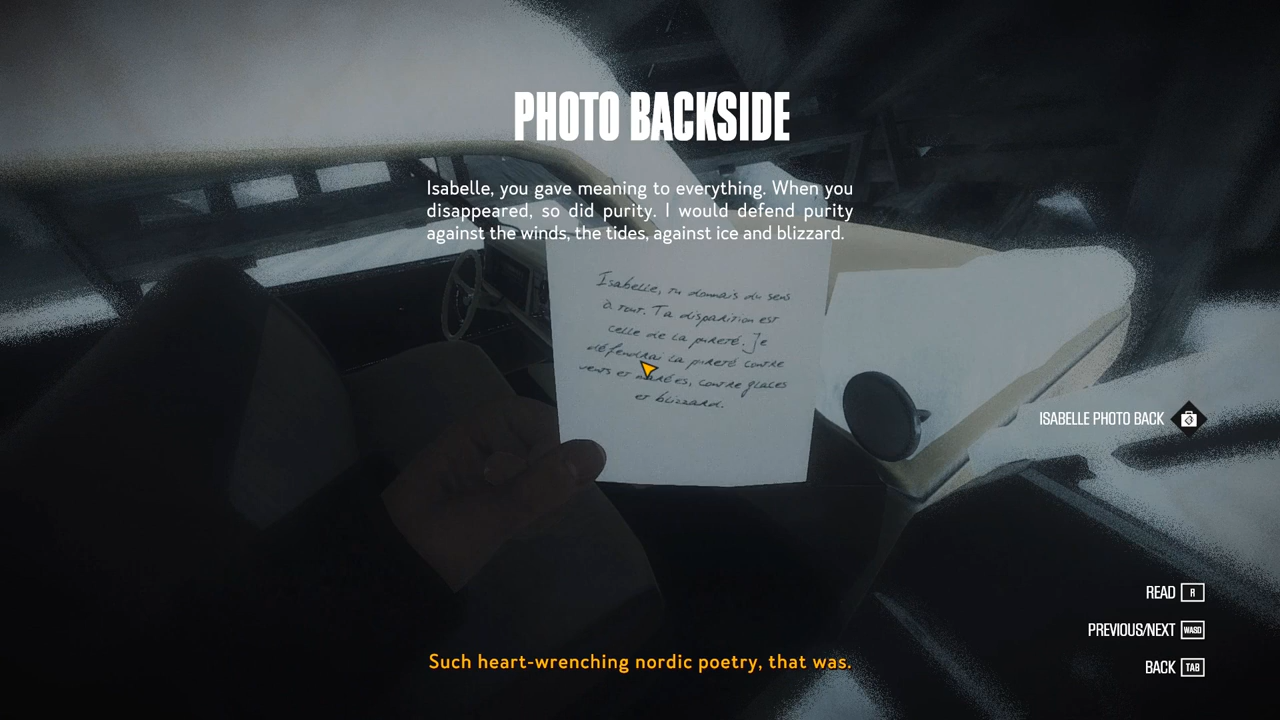 PHOTO BACKSIDE
Isabelle, you gave meaning to everything. When you
disappeared, so did purity. I would defend purity
against the winds, the tides, against ice and blizzard.
Isabelle, tu donnais du sens
à tout. Ta disparition est
celle de la pureté. Je
défendrai la pureté contre
vents et marées, contre glaces
et blizzard.
ISABELLE PHOTO BACK
READ R
PREVIOUS/NEXT WASD
BACK TAB
Such heart-wrenching nordic poetry, that was.